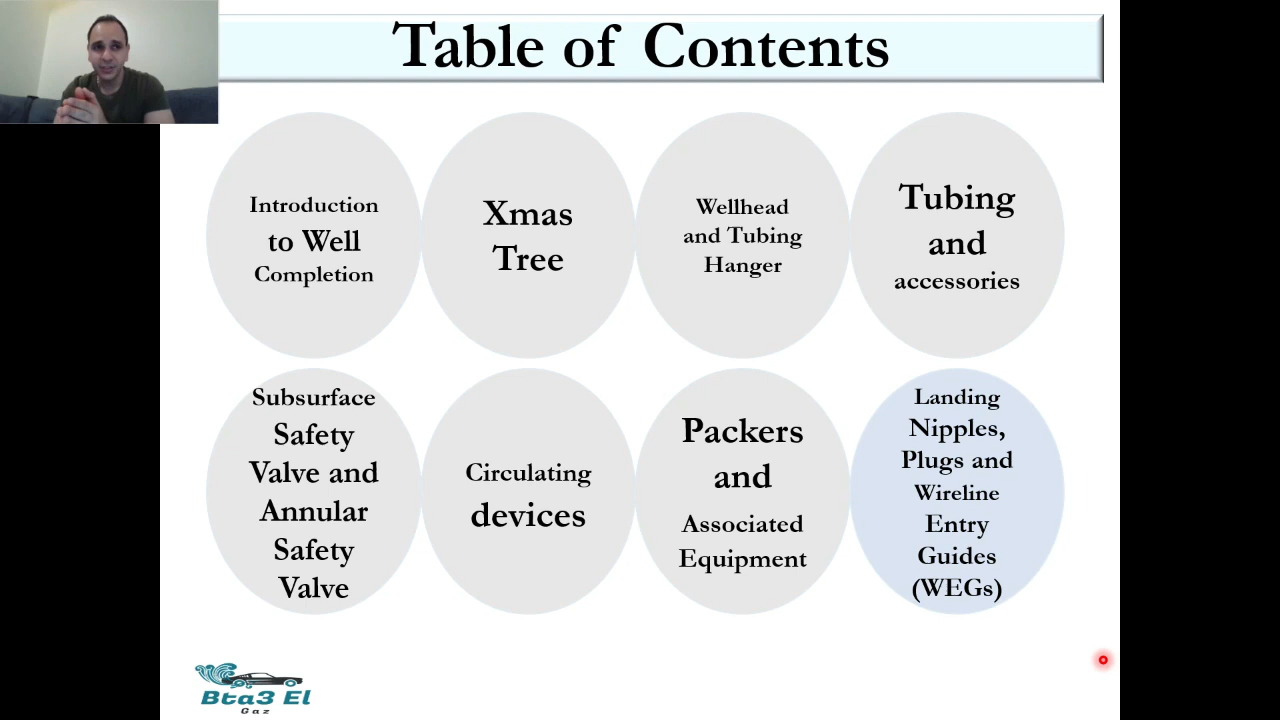 Table of Contents
Introduction
to Well
Completion
Xmas
Tree
Wellhead
and Tubing
Hanger
Tubing
and
accessories
Subsurface
Safety
Valve and
Annular
Safety
Valve
Circulating
devices
Packers
and
Associated
Equipment
Landing
Nipples,
Plugs and
Wireline
Entry
Guides
(WEGs)
Bta3 El
Gaz